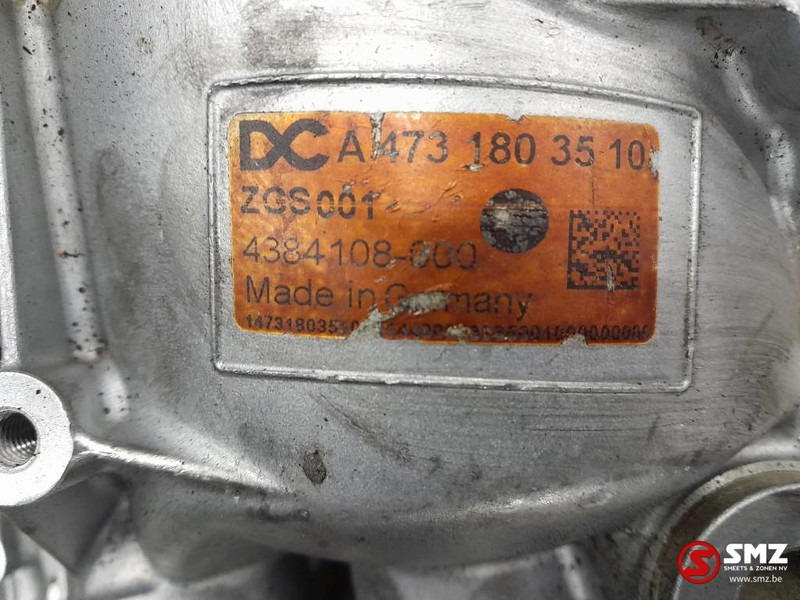 DC A 473 180 35 10
ZGS001
4384108-000
Made in Germany
SMZ
SMEETS & ZONEN NV
www.smz.be